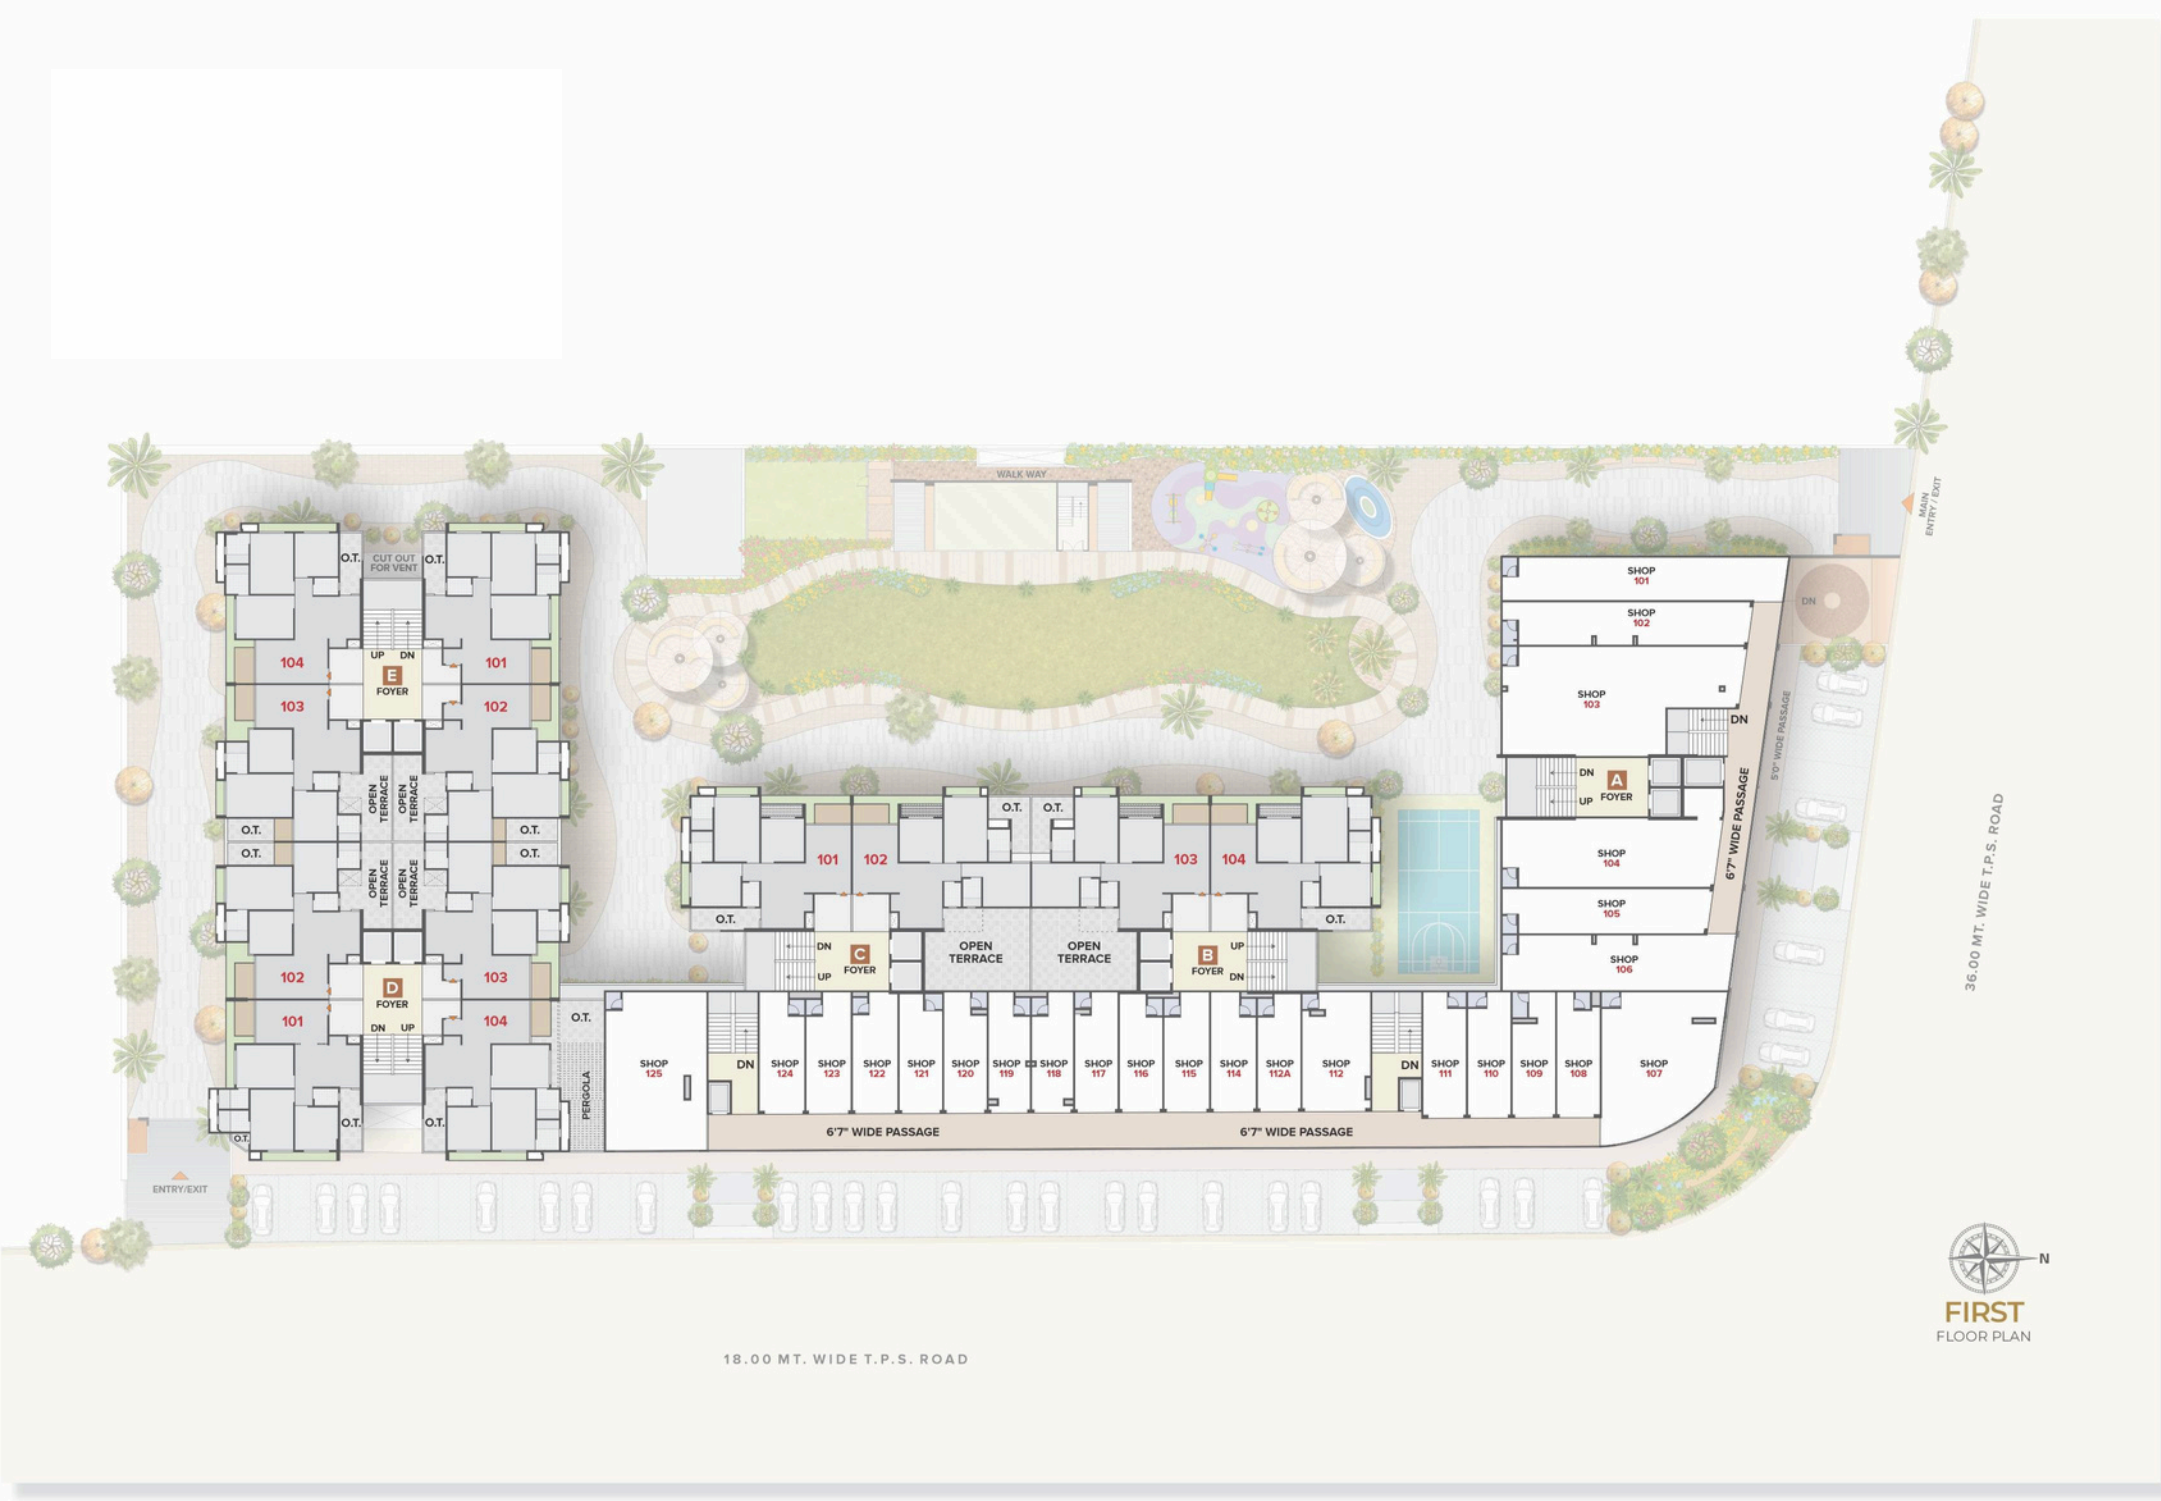 WALK WAY
MAIN
ENTRY / EXIT
O.T.
CUT OUT
FOR VENT
O.T.
SHOP
101
DN
SHOP
102
UP DN
104
E
101
FOYER
103
102
SHOP
103
DN
5'0" WIDE PASSAGE
DN
A
UP
FOYER
6'7" WIDE PASSAGE
OPEN
TERRACE
OPEN
TERRACE
O.T.
O.T.
O.T.
O.T.
OPEN
TERRACE
OPEN
TERRACE
O.T.
O.T.
101
102
103
104
SHOP
104
36.00 MT. WIDE T.P.S. ROAD
O.T.
O.T.
SHOP
105
DN
C
UP
FOYER
OPEN
TERRACE
OPEN
TERRACE
B
FOYER
UP
DN
SHOP
106
102
D
103
FOYER
101
104
DN UP
O.T.
PERGOLA
SHOP
125
DN
SHOP
124
SHOP
123
SHOP
122
SHOP
121
SHOP
120
SHOP
119
SHOP
118
SHOP
117
SHOP
116
SHOP
115
SHOP
114
SHOP
112A
SHOP
112
DN
SHOP
111
SHOP
110
SHOP
109
SHOP
108
SHOP
107
O.T.
O.T.
O.T.
6'7" WIDE PASSAGE
6'7" WIDE PASSAGE
ENTRY/EXIT
N
FIRST
FLOOR PLAN
18.00 MT. WIDE T.P.S. ROAD